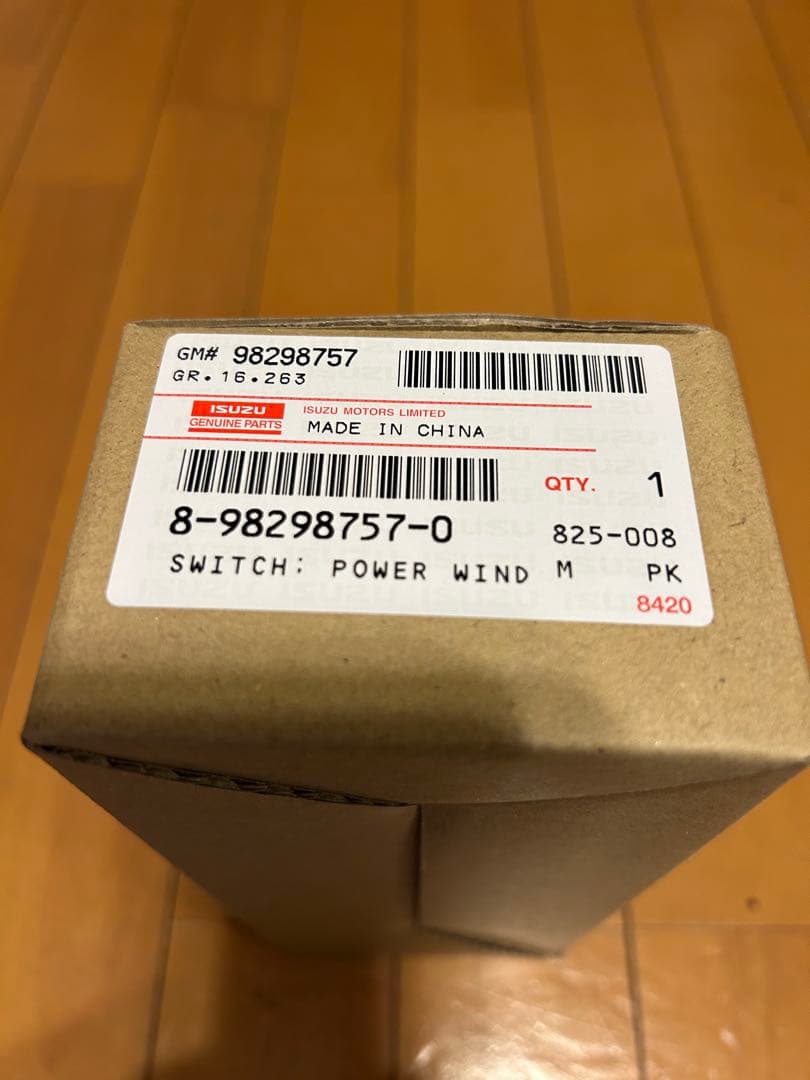 GM# 98298757
GR.16.263
ISUZU
GENUINE PARTS
ISUZU MOTORS LIMITED
MADE IN CHINA
QTY. 1
8-98298757-0
825-008
SWITCH: POWER WIND M PK
8420